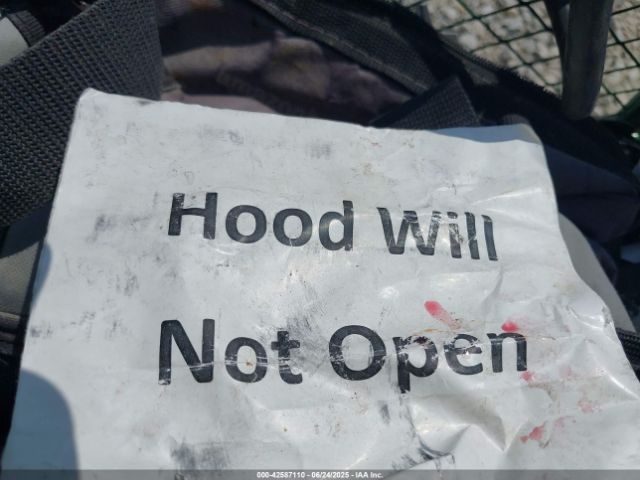 Hood Will
Not Open
000-42587110 - 06/24/2025 - IAA Inc.